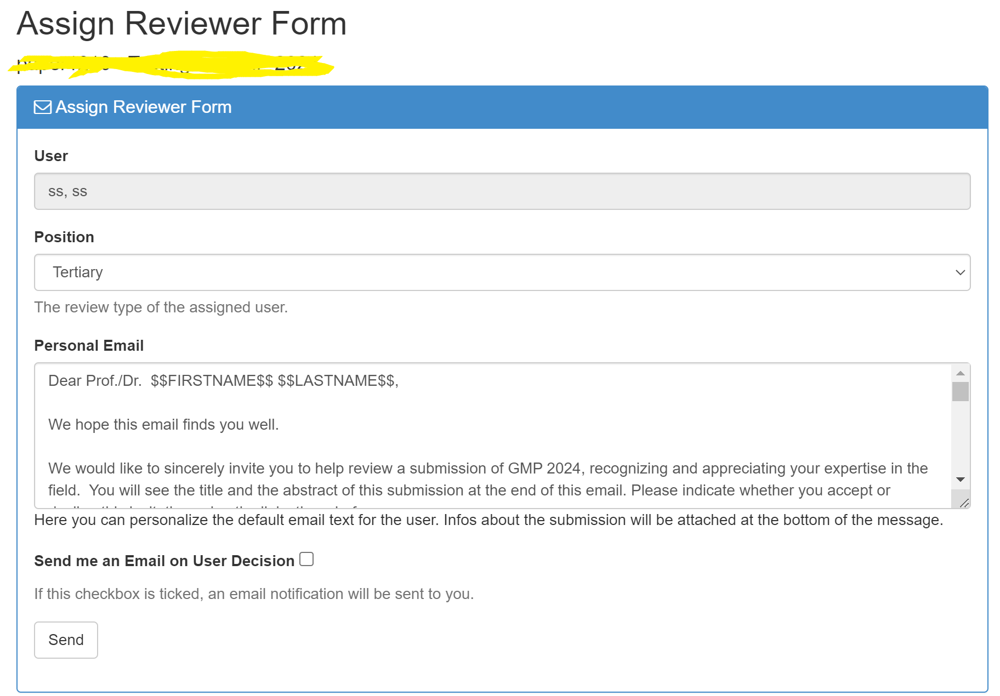 Assign Reviewer Form
Assign Reviewer Form
User
ss, ss
Position
Tertiary
The review type of the assigned user.
Personal Email
Dear Prof./Dr.  $$FIRSTNAME$$ $$LASTNAME$$,
We hope this email finds you well.
We would like to sincerely invite you to help review a submission of GMP 2024, recognizing and appreciating your expertise in the
field.  You will see the title and the abstract of this submission at the end of this email. Please indicate whether you accept or
Here you can personalize the default email text for the user. Infos about the submission will be attached at the bottom of the message.
Send me an Email on User Decision
If this checkbox is ticked, an email notification will be sent to you.
Send